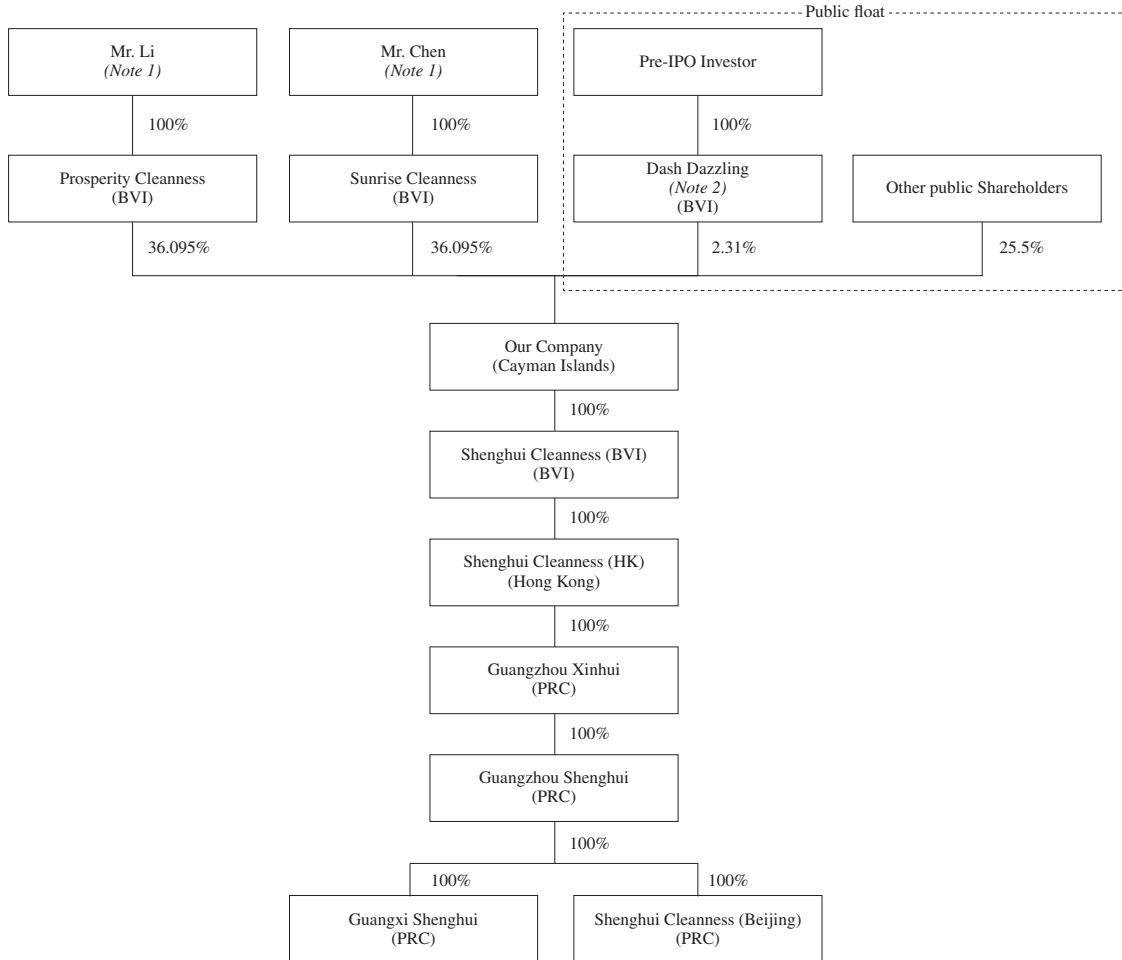 Public float
Mr. Li
(Note 1)
Mr. Chen
(Note 1)
Pre-IPO Investor
100%
100%
100%
Prosperity Cleanness
(BVI)
Sunrise Cleanness
(BVI)
Dash Dazzling
(Note 2)
(BVI)
Other public Shareholders
36.095%
36.095%
2.31%
25.5%
Our Company
(Cayman Islands)
100%
Shenghui Cleanness (BVI)
(BVI)
100%
Shenghui Cleanness (HK)
(Hong Kong)
100%
Guangzhou Xinhui
(PRC)
100%
Guangzhou Shenghui
(PRC)
100%
100%
100%
Guangxi Shenghui
(PRC)
Shenghui Cleanness (Beijing)
(PRC)